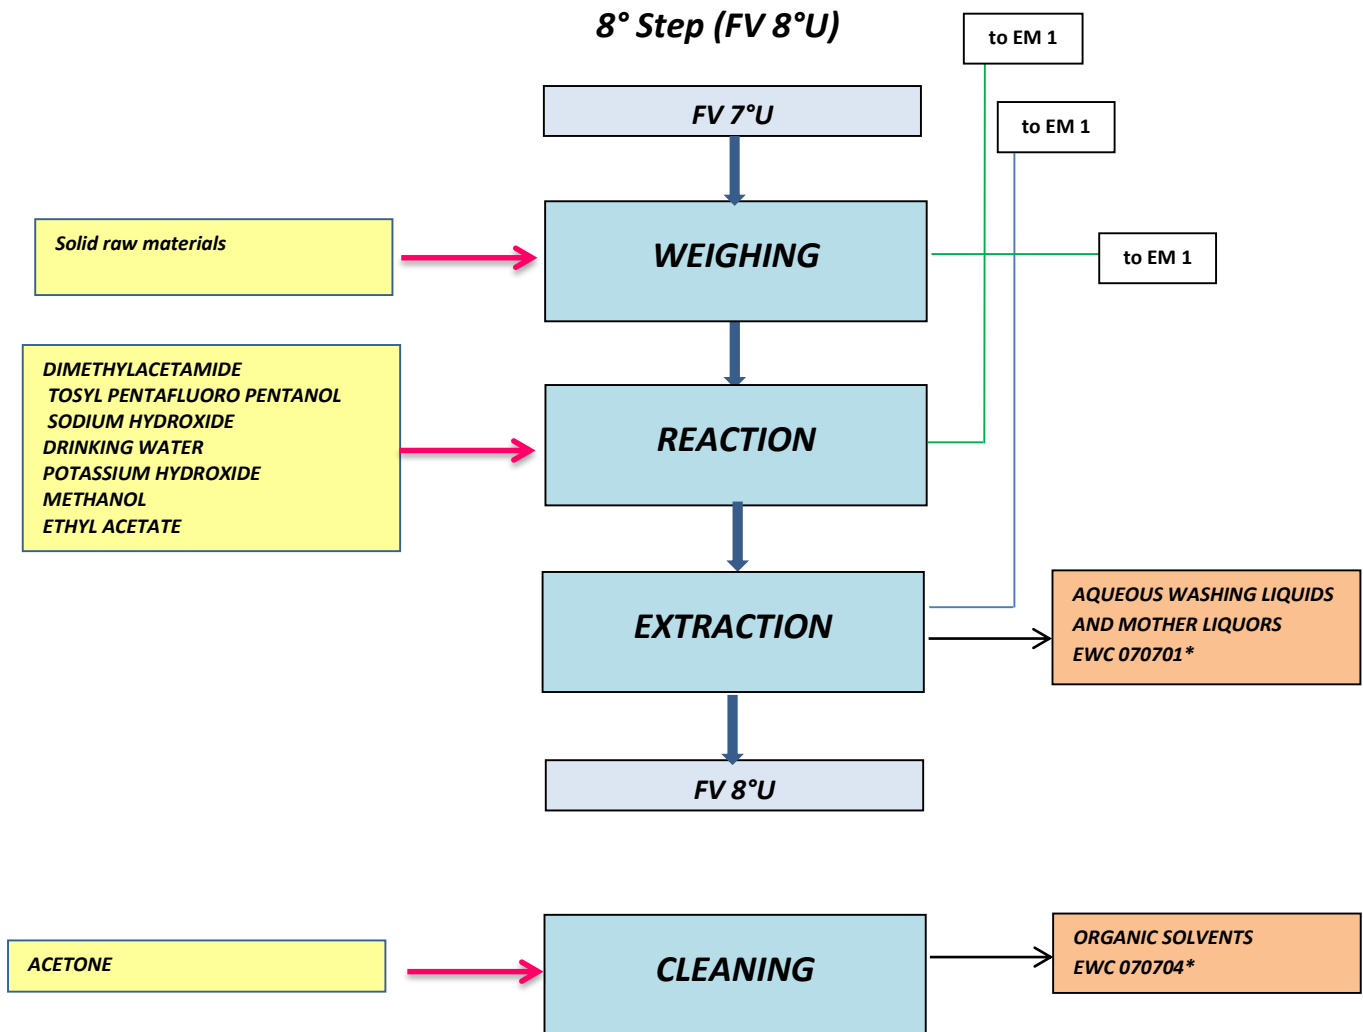 8° Step (FV 8°U)
to EM 1
FV 7°U
to EM 1
Solid raw materials
WEIGHING
to EM 1
DIMETHYLACETAMIDE
TOSYL PENTAFLUORO PENTANOL
SODIUM HYDROXIDE
DRINKING WATER
POTASSIUM HYDROXIDE
METHANOL
ETHYL ACETATE
REACTION
EXTRACTION
AQUEOUS WASHING LIQUIDS
AND MOTHER LIQUORS
EWC 070701*
FV 8°U
ACETONE
CLEANING
ORGANIC SOLVENTS
EWC 070704*